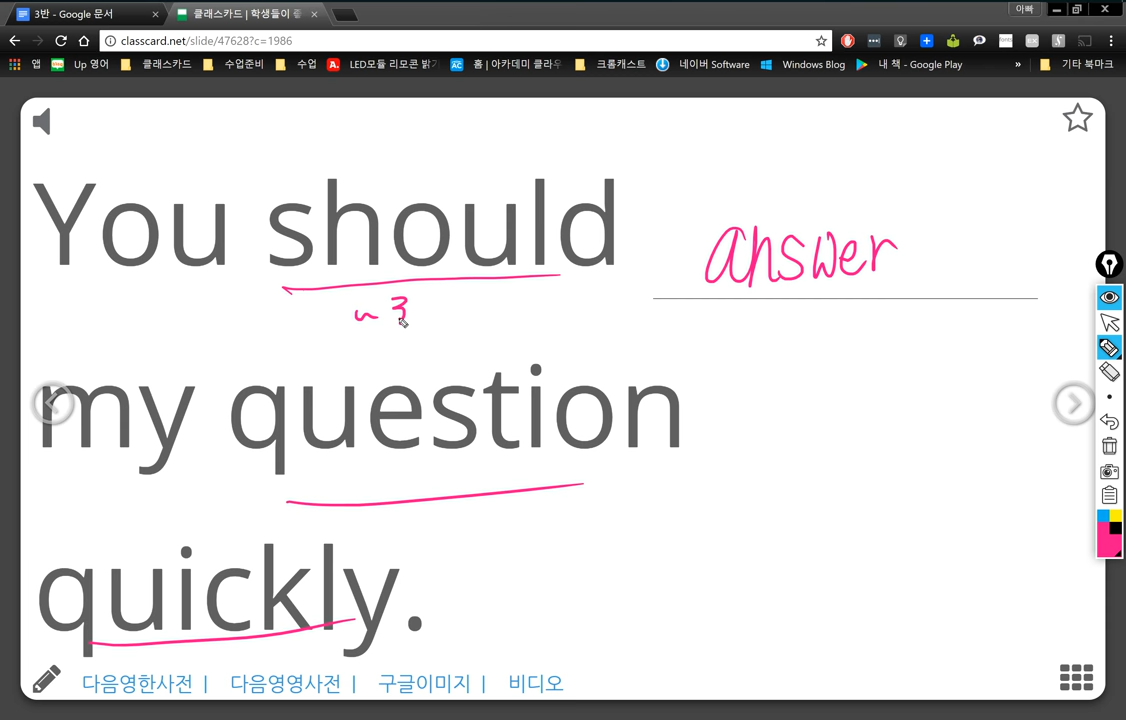 3반 - Google 문서
클래스카드 | 학생들이 즐
아빠
classcard.net/slide/47628?c=1986
앱
Up 영어
클래스카드
수업준비
수업
LED모듈 리모콘 밝기
홈 | 아카데미 클라우
크롬캐스트
네이버 Software
Windows Blog
내 책 - Google Play
»
기타 북마크
You should answer
~ 3
my question
quickly.
다음영한사전 | 다음영영사전 | 구글이미지 | 비디오